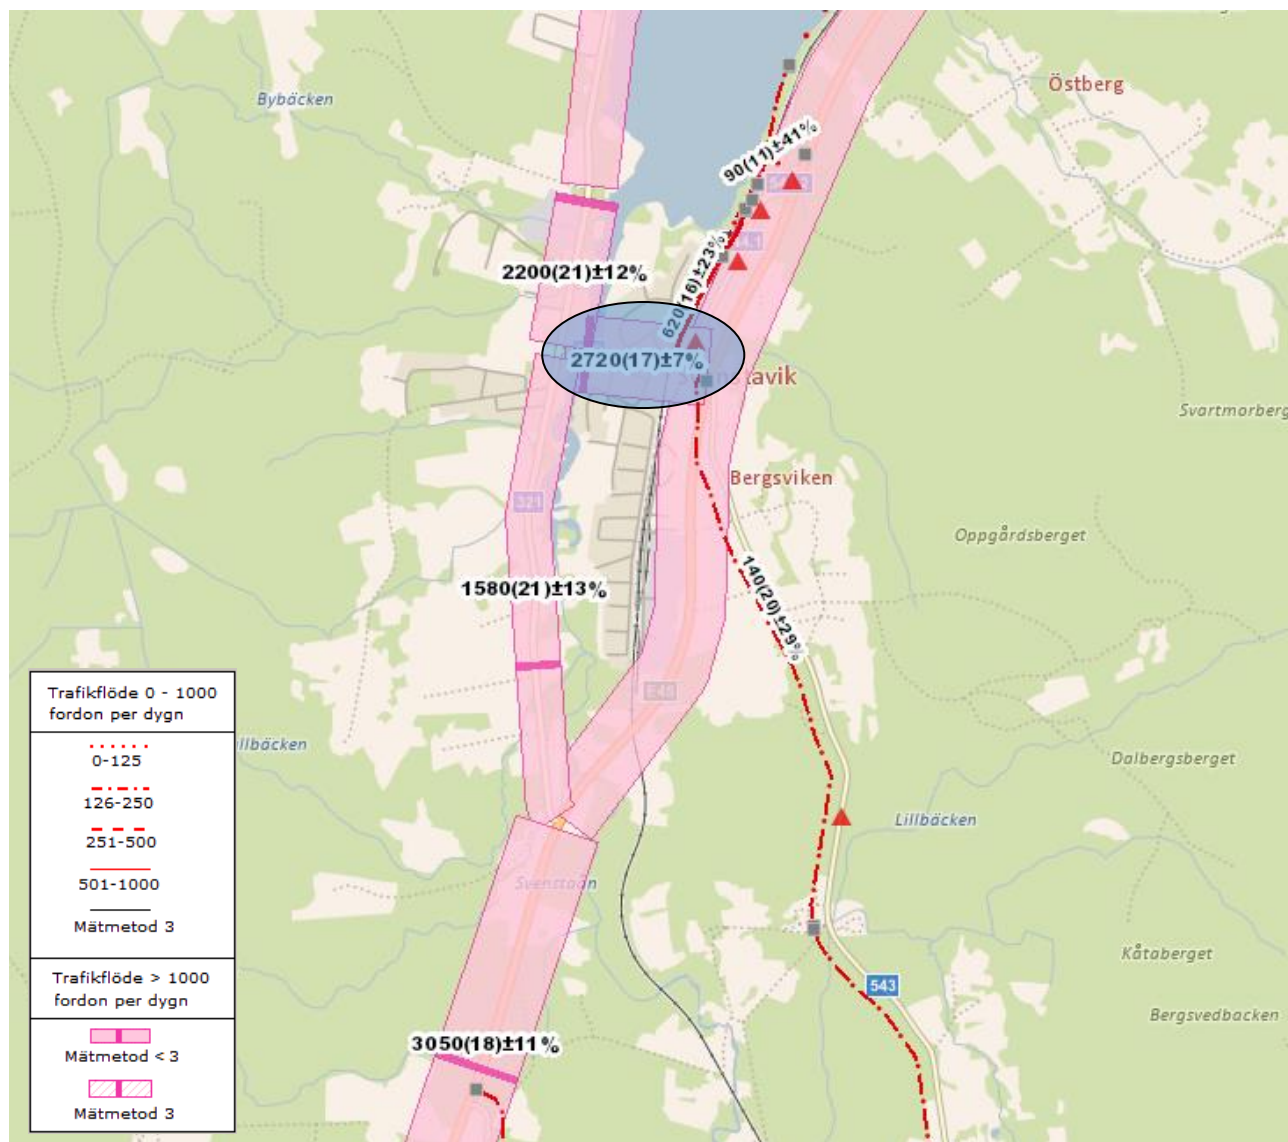 Östberg
Bybäcken
90(11)±41%
2200(21)±12%
620(16)±23%
2720(17)±7%
Svartmorberg
Bergsviken
321
Oppgårdsberget
140(20)±29%
1580(21)±13%
E45
Dalbergsberget
Lillbäcken
Svenstaån
3050(18)±11%
543
Kåtaberget
Bergsvedbacken
Trafikflöde 0 - 1000
fordon per dygn
0-125
126-250
251-500
501-1000
Mätmetod 3
Trafikflöde > 1000
fordon per dygn
Mätmetod < 3
Mätmetod 3